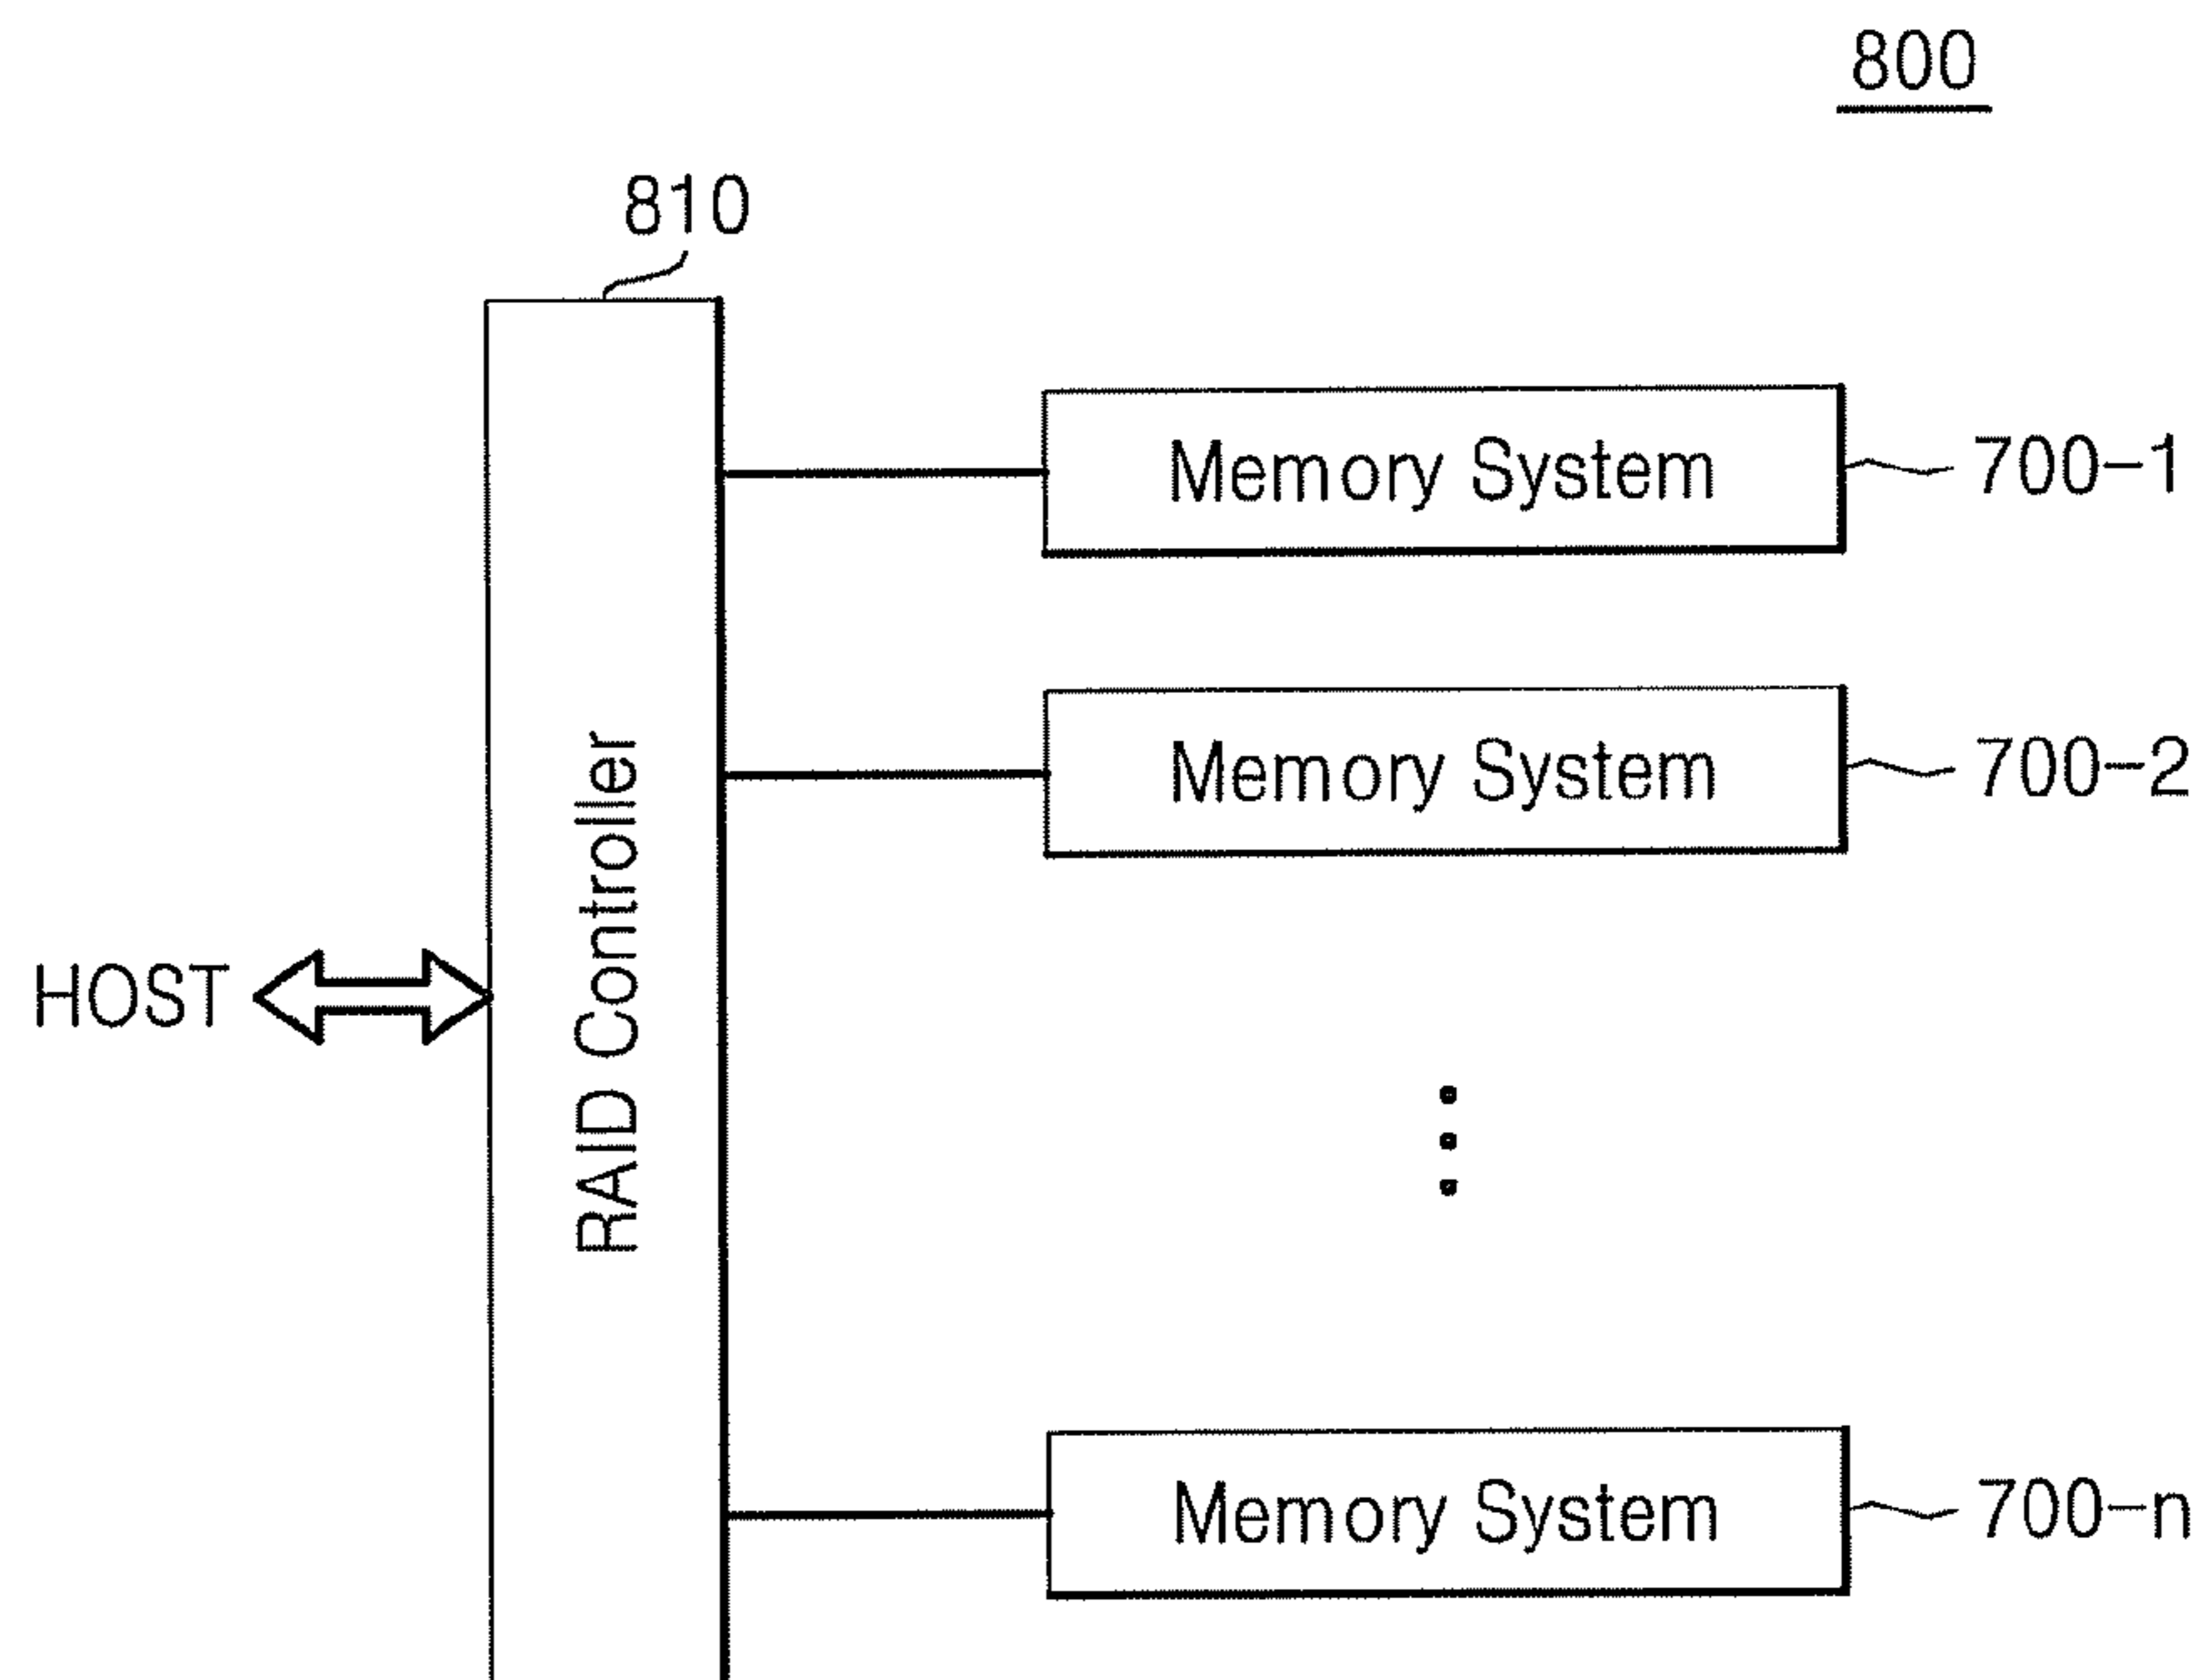 800
810
Memory System
700-1
Memory System
700-2
RAID Controller
HOST
Memory System
700-n